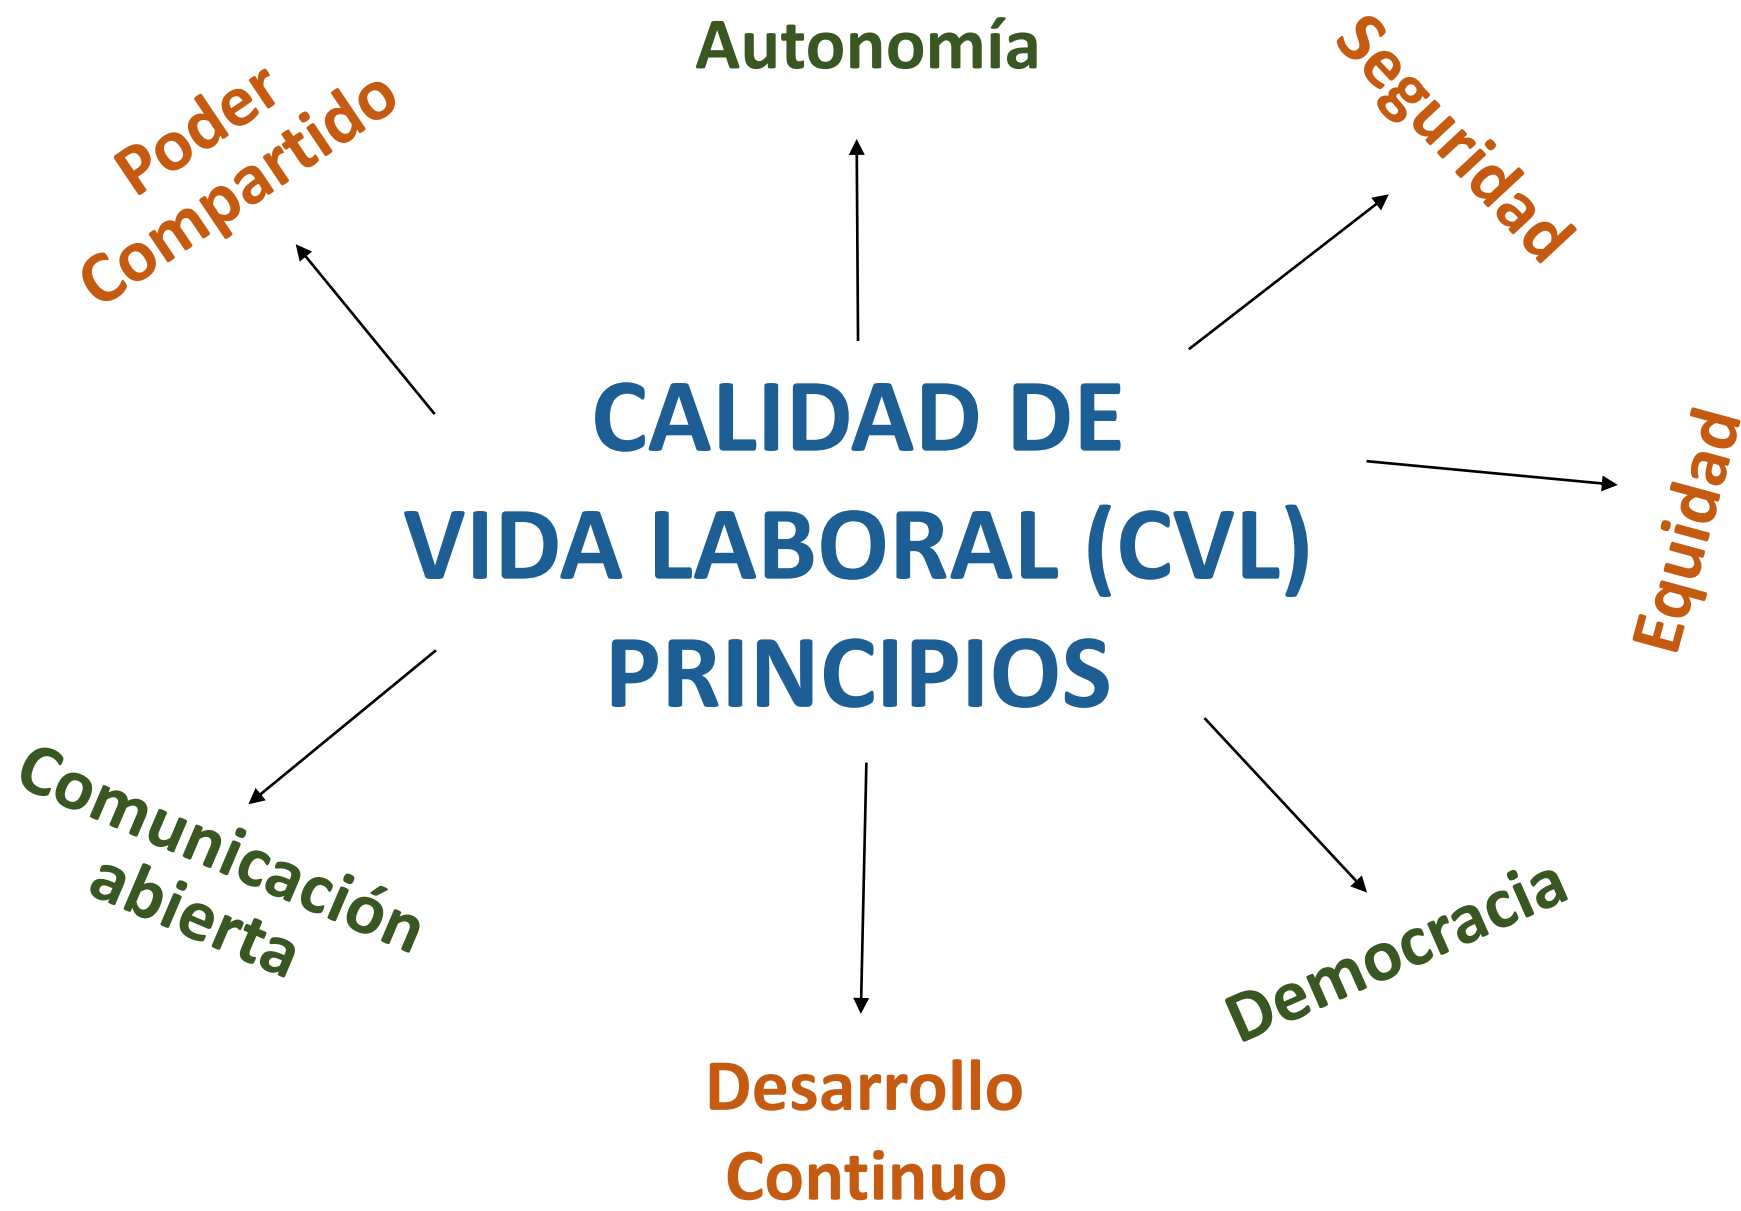 Autonomía
Seguridad
Poder
Compartido
CALIDAD DE
VIDA LABORAL (CVL)
PRINCIPIOS
Equidad
Comunicación
abierta
Democracia
Desarrollo
Continuo